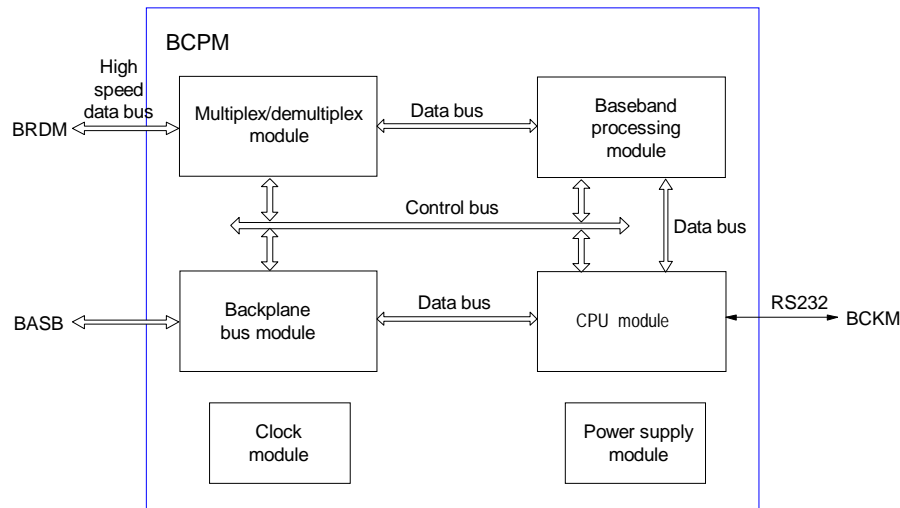 BCPM
High
speed
data bus
BRDM
Multiplex/demultiplex
module
Data bus
Baseband
processing
module
Control bus
Data bus
BASB
Backplane
bus module
Data bus
CPU module
RS232
BCKM
Clock
module
Power supply
module